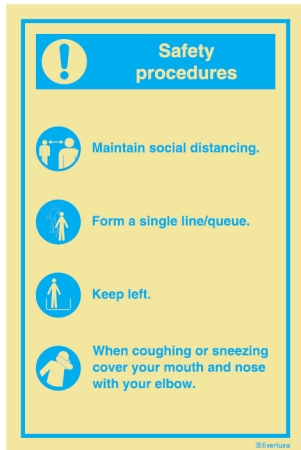 Safety
procedures
Maintain social distancing.
Form a single line/queue.
Keep left.
When coughing or sneezing
cover your mouth and nose
with your elbow.
®Everlux®